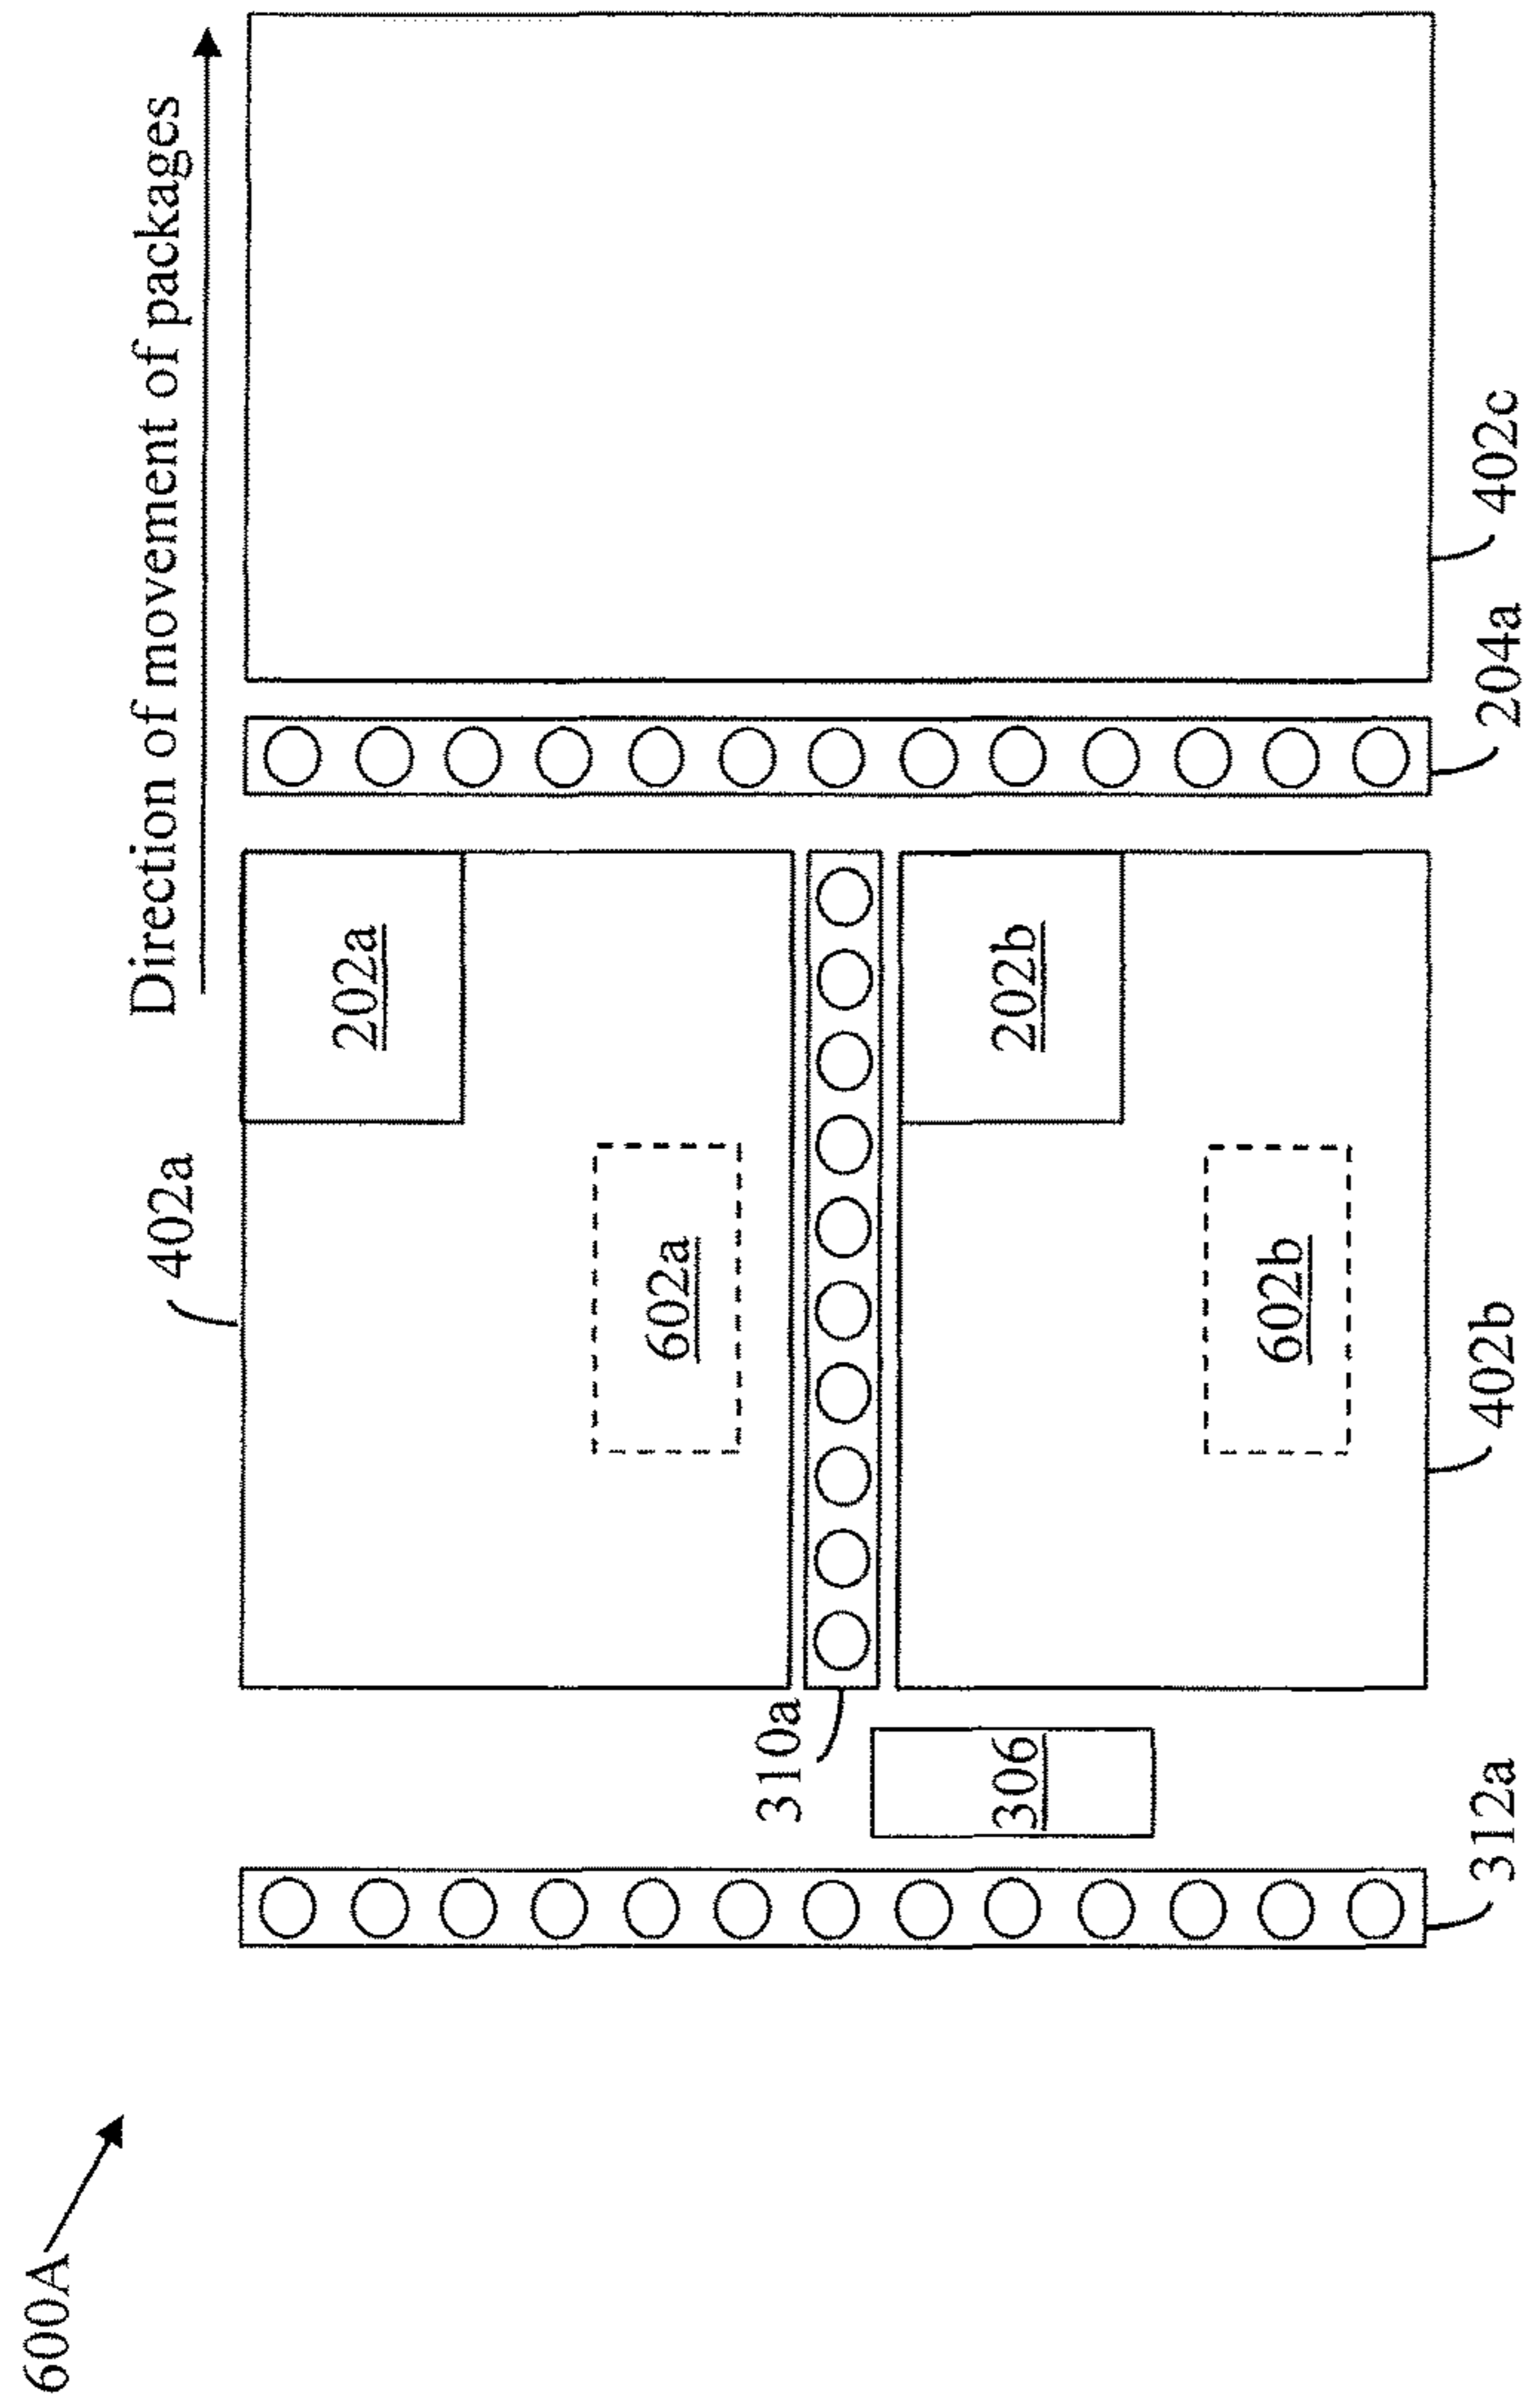 600A
Direction of movement of packages
402a
202a
602a
310a
202b
602b
306
312a
402b
204a
402c